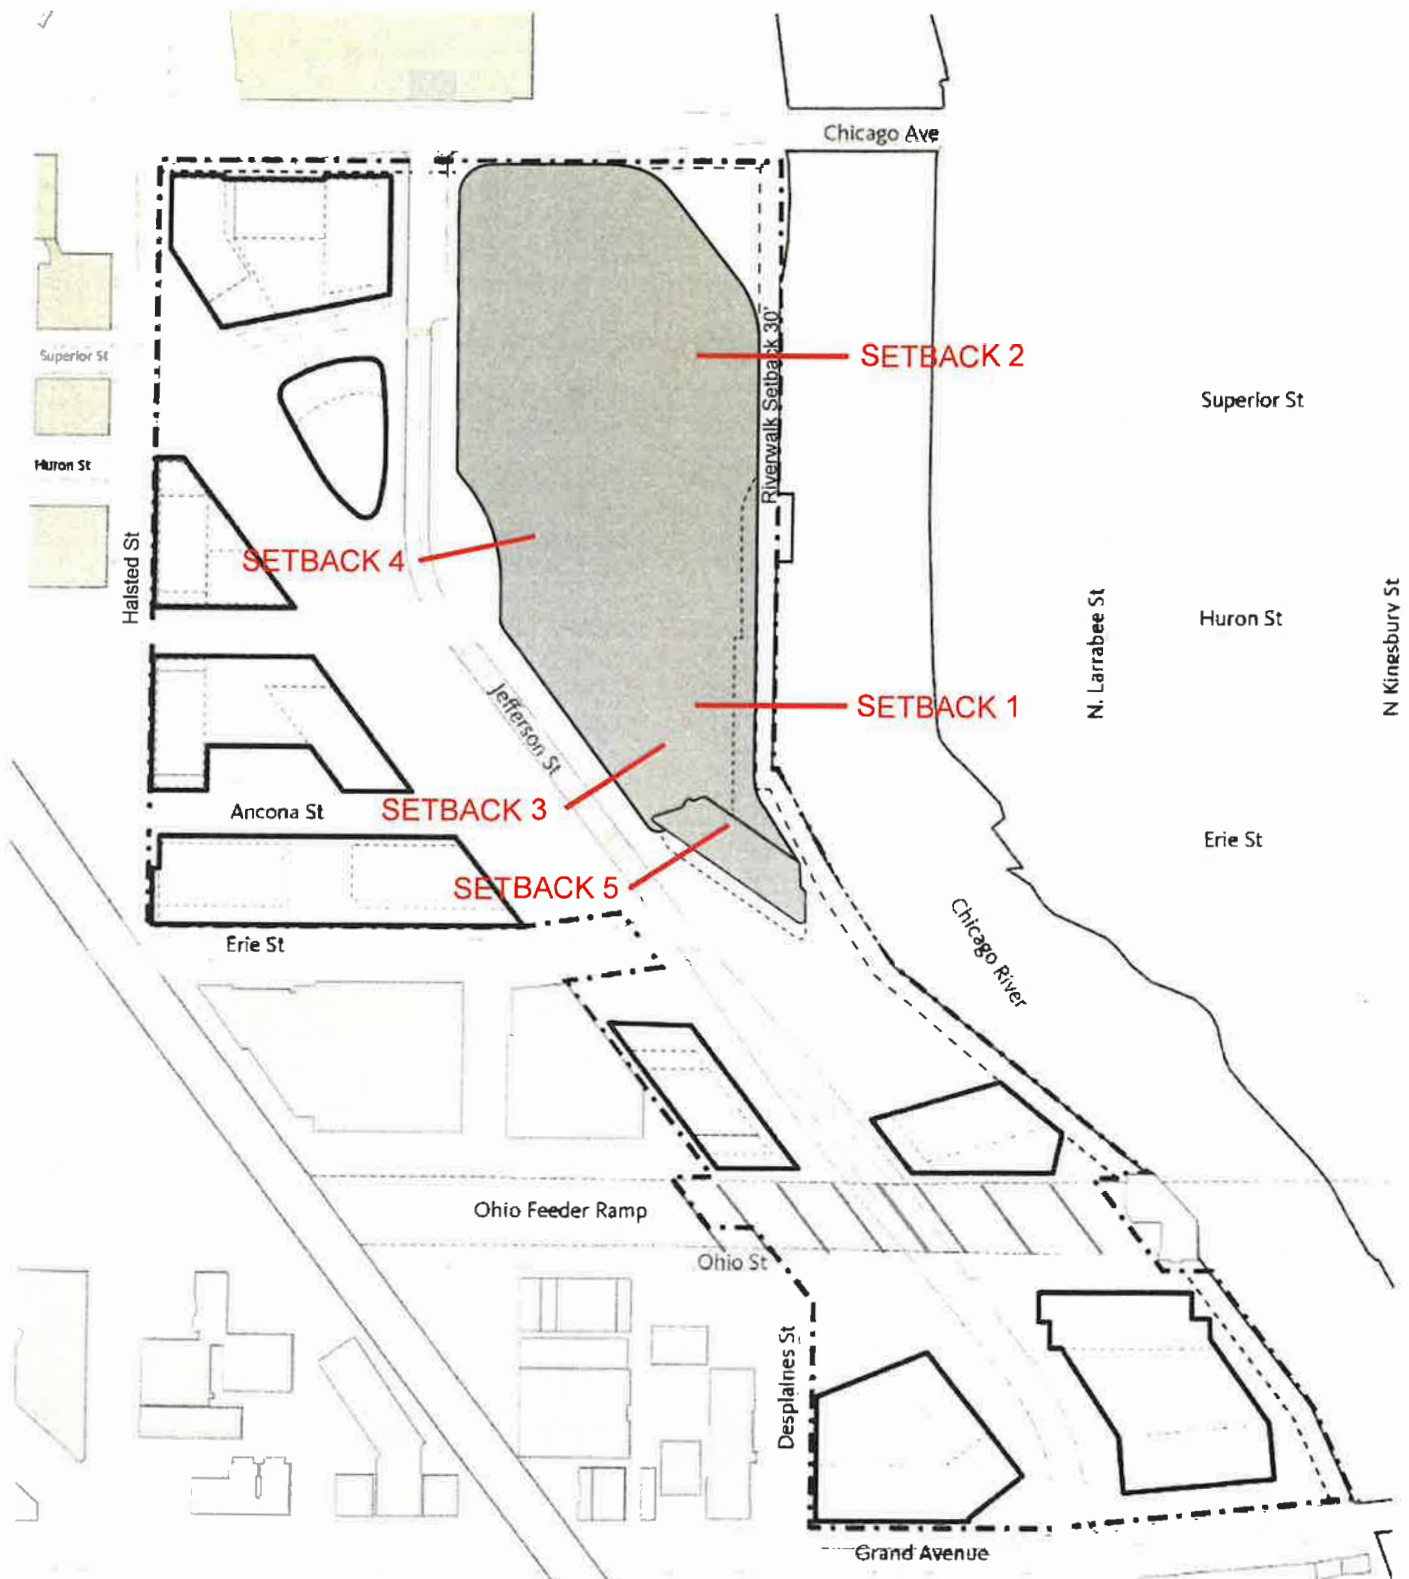 Chicago Ave
Riverwalk Setback 30'
SETBACK 2
Superior St
Superior St
Huron St
Halsted St
SETBACK 4
N. Larrabee St
Huron St
N Kingsbury St
Jefferson St
SETBACK 1
Ancona St
SETBACK 3
Erie St
SETBACK 5
Erie St
Chicago River
Ohio Feeder Ramp
Ohio St
Desplaines St
Grand Avenue